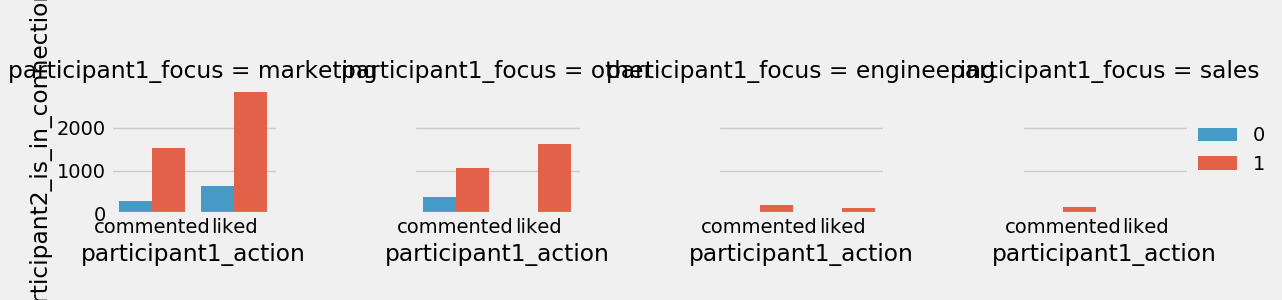 participant1_focus = marketing
participant1_focus = other
participant1_focus = engineering
participant1_focus = sales
rticipant2_is_in_connection
2000
1000
0
commented liked
commented liked
commented liked
commented liked
participant1_action
participant1_action
participant1_action
participant1_action
0
1